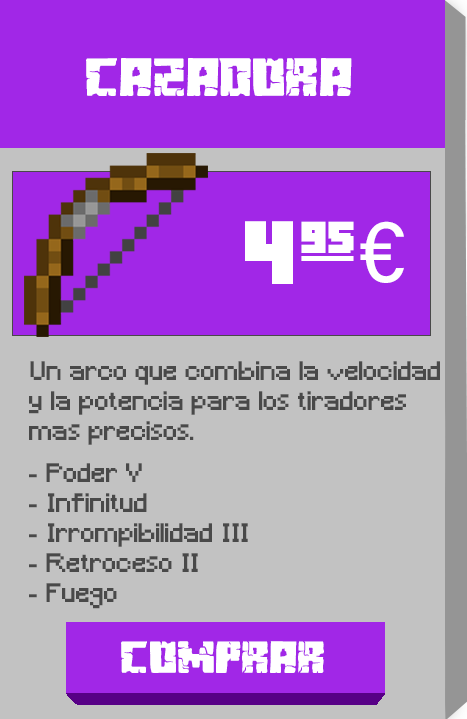 CAZADORA
4 95 €
Un arco que combina la velocidad
y la potencia para los tiradores
mas precisos.
- Poder V
- Infinitud
- Irrompibilidad III
- Retroceso II
- Fuego
COMPRAR